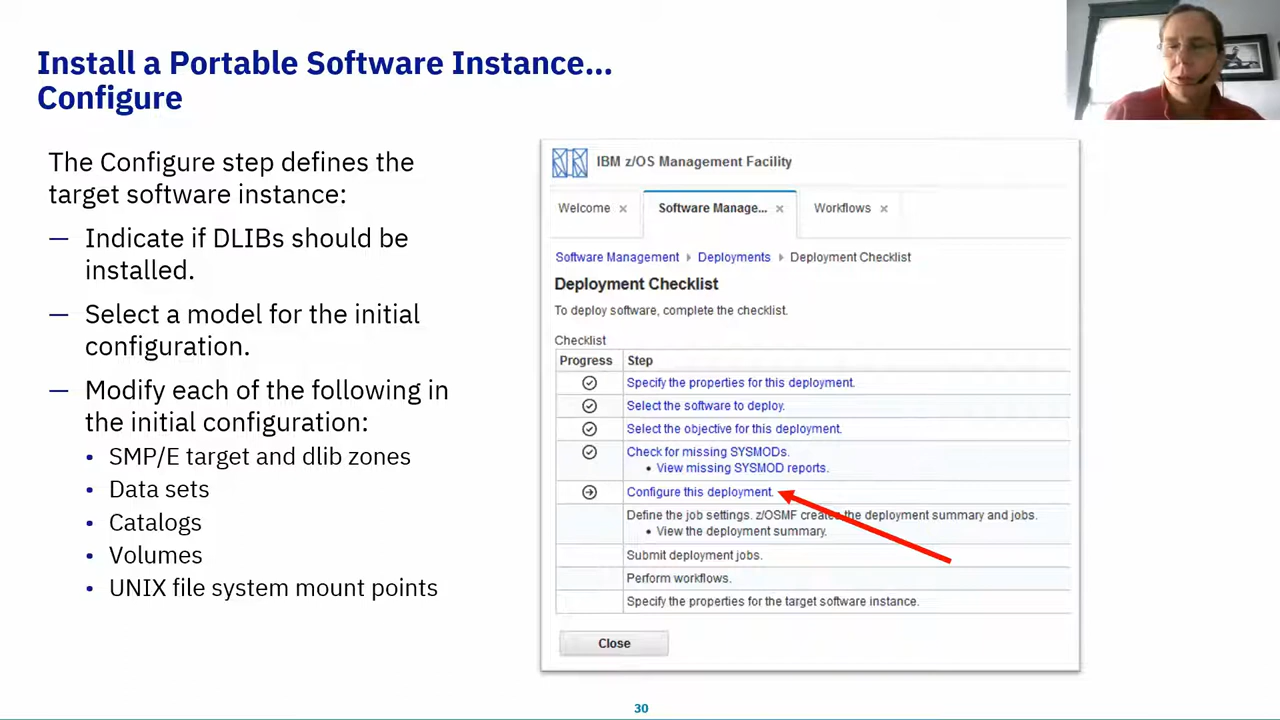 Install a Portable Software Instance...
Configure
The Configure step defines the
target software instance:
— Indicate if DLIBs should be
installed.
— Select a model for the initial
configuration.
— Modify each of the following in
the initial configuration:
• SMP/E target and dlib zones
• Data sets
• Catalogs
• Volumes
• UNIX file system mount points
IBM z/OS Management Facility
Welcome × Software Manage... × Workflows ×
Software Management ▸ Deployments ▸ Deployment Checklist
Deployment Checklist
To deploy software, complete the checklist.
Checklist
Progress Step
Specify the properties for this deployment.
Select the software to deploy.
Select the objective for this deployment.
Check for missing SYSMODs.
• View missing SYSMOD reports.
Configure this deployment.
Define the job settings. z/OSMF creates the deployment summary and jobs.
• View the deployment summary.
Submit deployment jobs.
Perform workflows.
Specify the properties for the target software instance.
Close
30